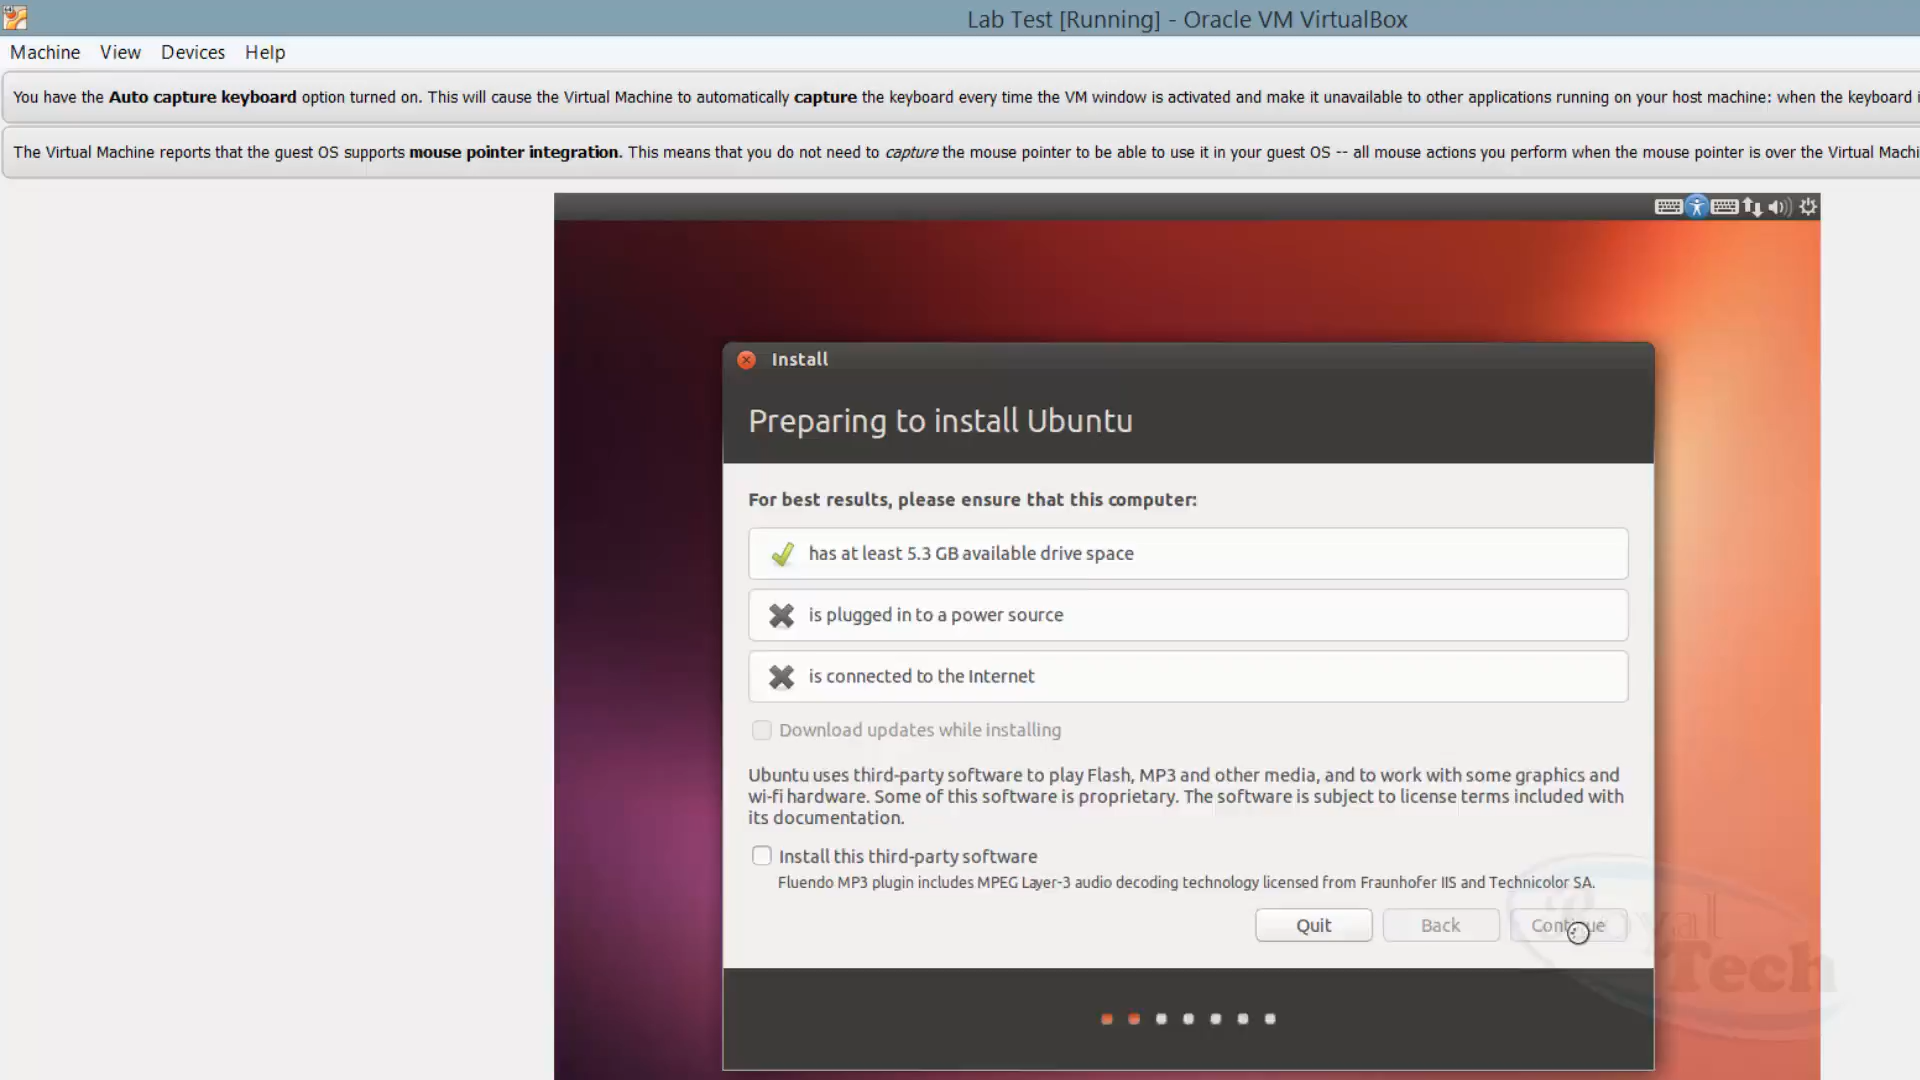 Lab Test [Running] - Oracle VM VirtualBox
Machine View Devices Help
You have the Auto capture keyboard option turned on. This will cause the Virtual Machine to automatically capture the keyboard every time the VM window is activated and make it unavailable to other applications running on your host machine: when the keyboard
The Virtual Machine reports that the guest OS supports mouse pointer integration. This means that you do not need to capture the mouse pointer to be able to use it in your guest OS -- all mouse actions you perform when the mouse pointer is over the Virtual
Install
Preparing to install Ubuntu
For best results, please ensure that this computer:
has at least 5.3 GB available drive space
is plugged in to a power source
is connected to the Internet
Download updates while installing
Ubuntu uses third-party software to play Flash, MP3 and other media, and to work with some graphics and
wi-fi hardware. Some of this software is proprietary. The software is subject to license terms included with
its documentation.
Install this third-party software
Fluendo MP3 plugin includes MPEG Layer-3 audio decoding technology licensed from Fraunhofer IIS and Technicolor SA.
Quit Back Continue
Royal
Tech